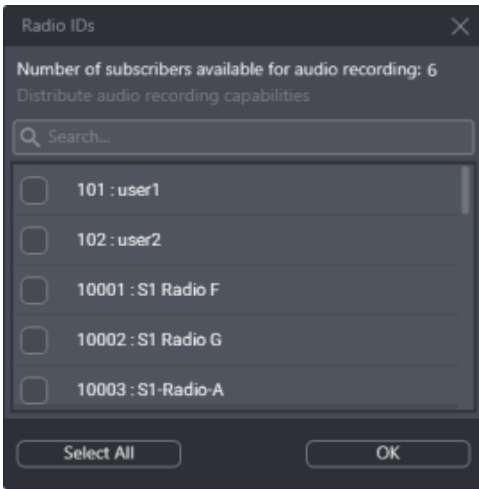 Radio IDs
Number of subscribers available for audio recording: 6
Distribute audio recording capabilities
Search...
101 : user1
102 : user2
10001 : S1 Radio F
10002 : S1 Radio G
10003 : S1-Radio-A
Select All
OK